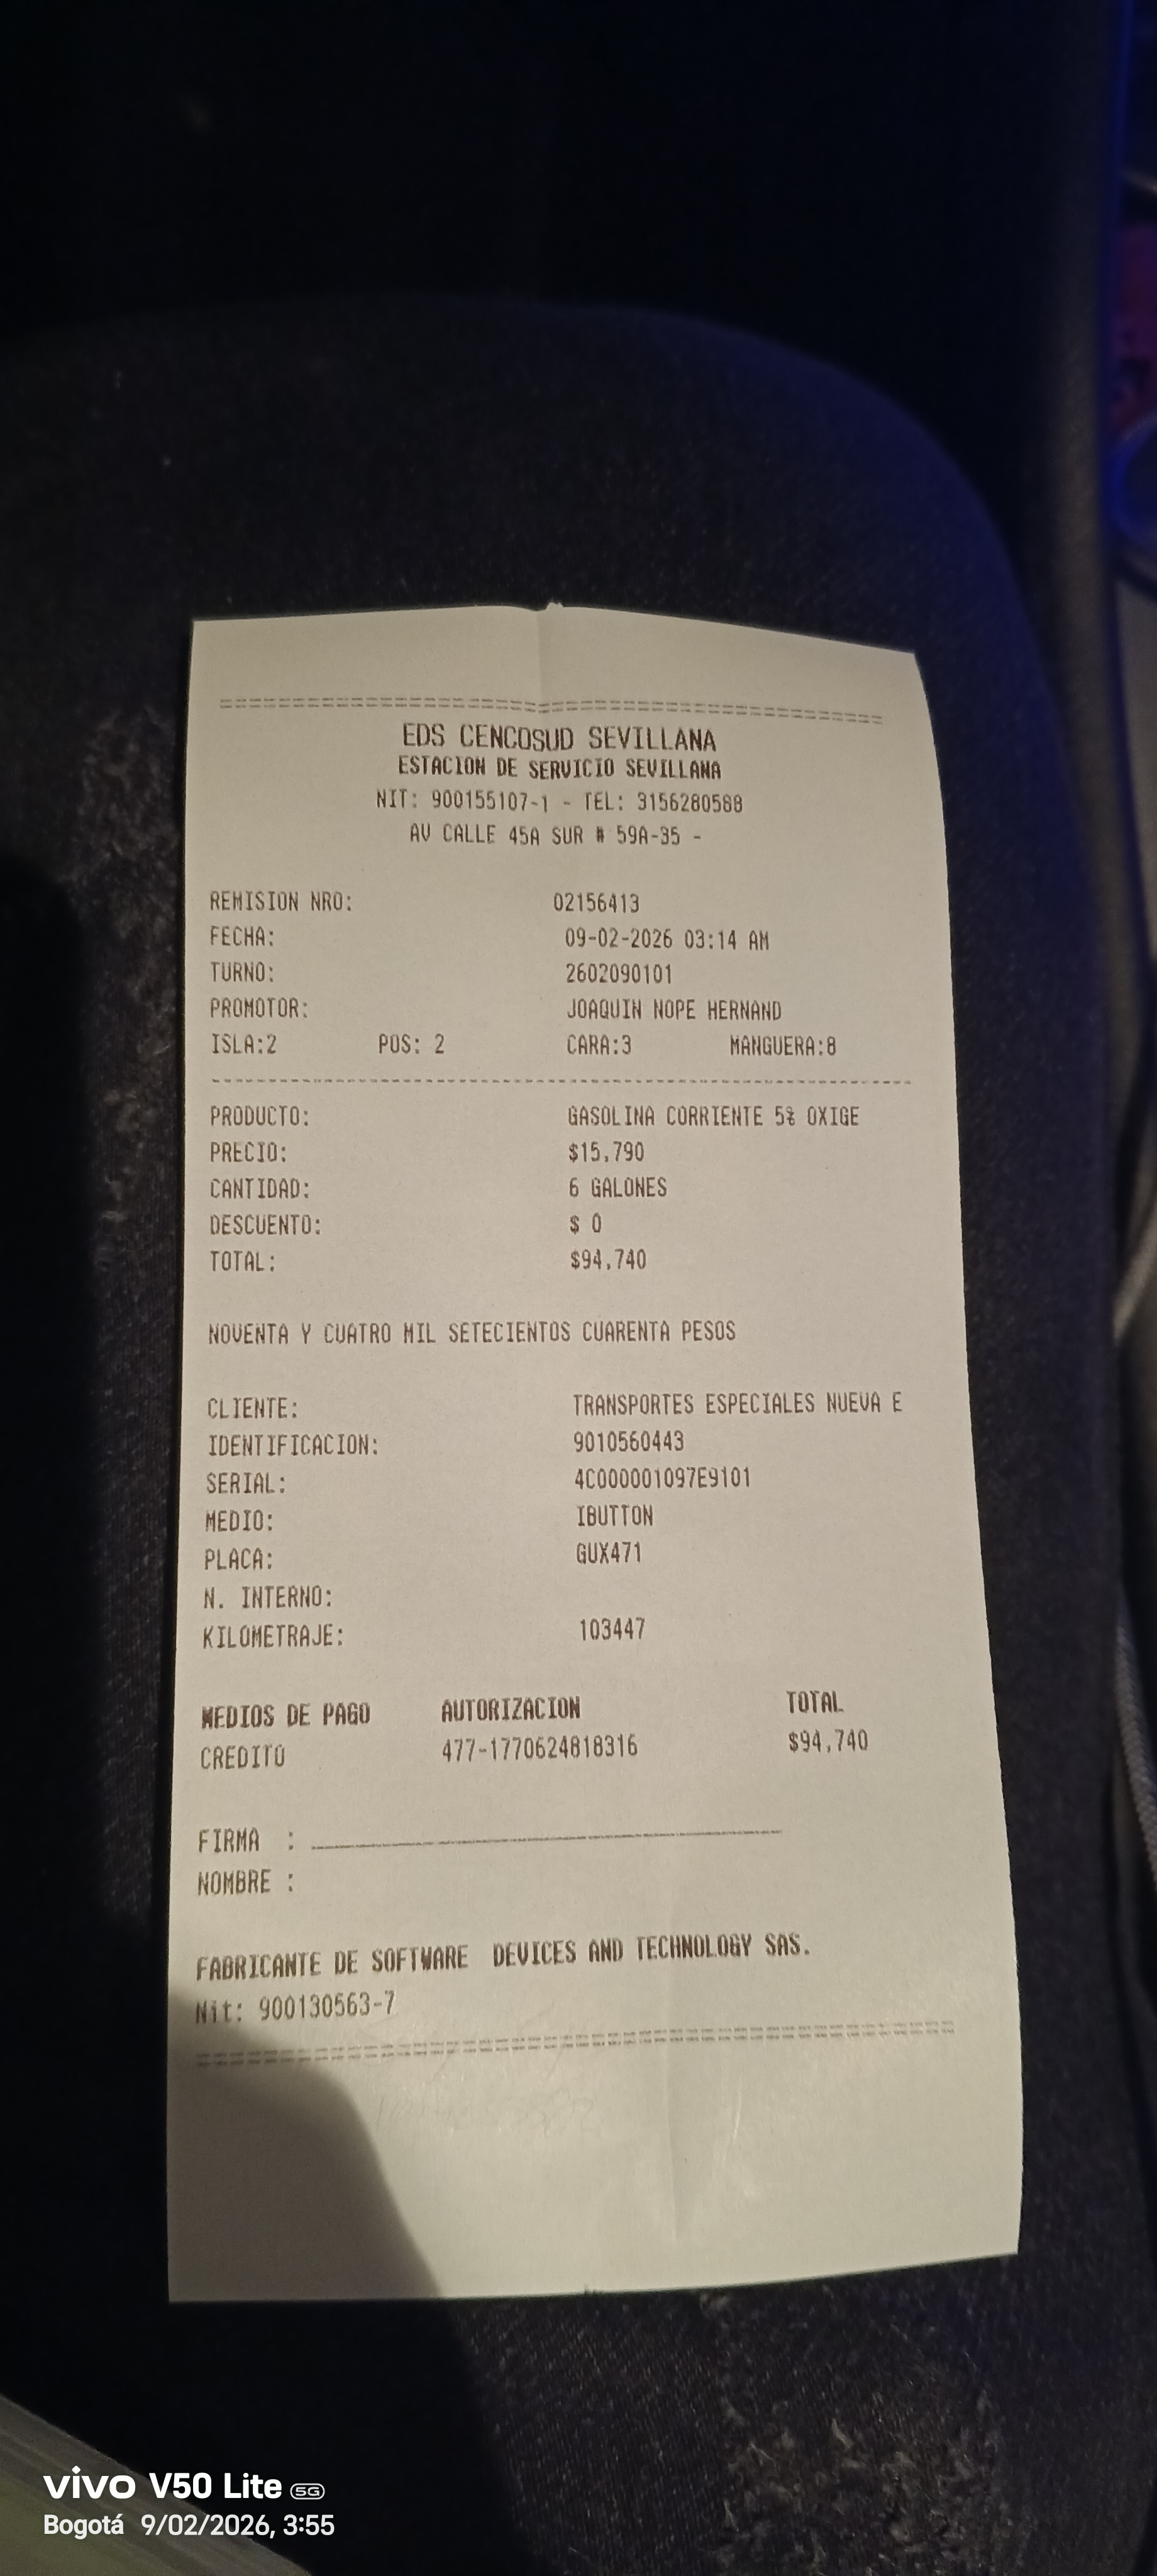 EDS CENCOSUD SEVILLANA
ESTACION DE SERVICIO SEVILLANA
NIT: 900155107-1 - TEL: 3156280588
AV CALLE 45A SUR # 59A-35 -
REMISION NRO: 02156413
FECHA: 09-02-2026 03:14 AM
TURNO: 2602090101
PROMOTOR: JOAQUIN NOPE HERNAND
ISLA:2 POS: 2 CARA:3 MANGUERA:8
PRODUCTO: GASOLINA CORRIENTE 5% OXIGE
PRECIO: $15,790
CANTIDAD: 6 GALONES
DESCUENTO: $ 0
TOTAL: $94,740
NOVENTA Y CUATRO MIL SETECIENTOS CUARENTA PESOS
CLIENTE: TRANSPORTES ESPECIALES NUEVA E
IDENTIFICACION: 9010560443
SERIAL: 4C000001097E9101
MEDIO: IBUTTON
PLACA: GUX471
N. INTERNO:
KILOMETRAJE: 103447
MEDIOS DE PAGO AUTORIZACION TOTAL
CREDITO 477-1770624818316 $94,740
FIRMA :
NOMBRE :
FABRICANTE DE SOFTWARE DEVICES AND TECHNOLOGY SAS.
Nit: 900130563-7
vivo V50 Lite 5G
Bogotá 9/02/2026, 3:55